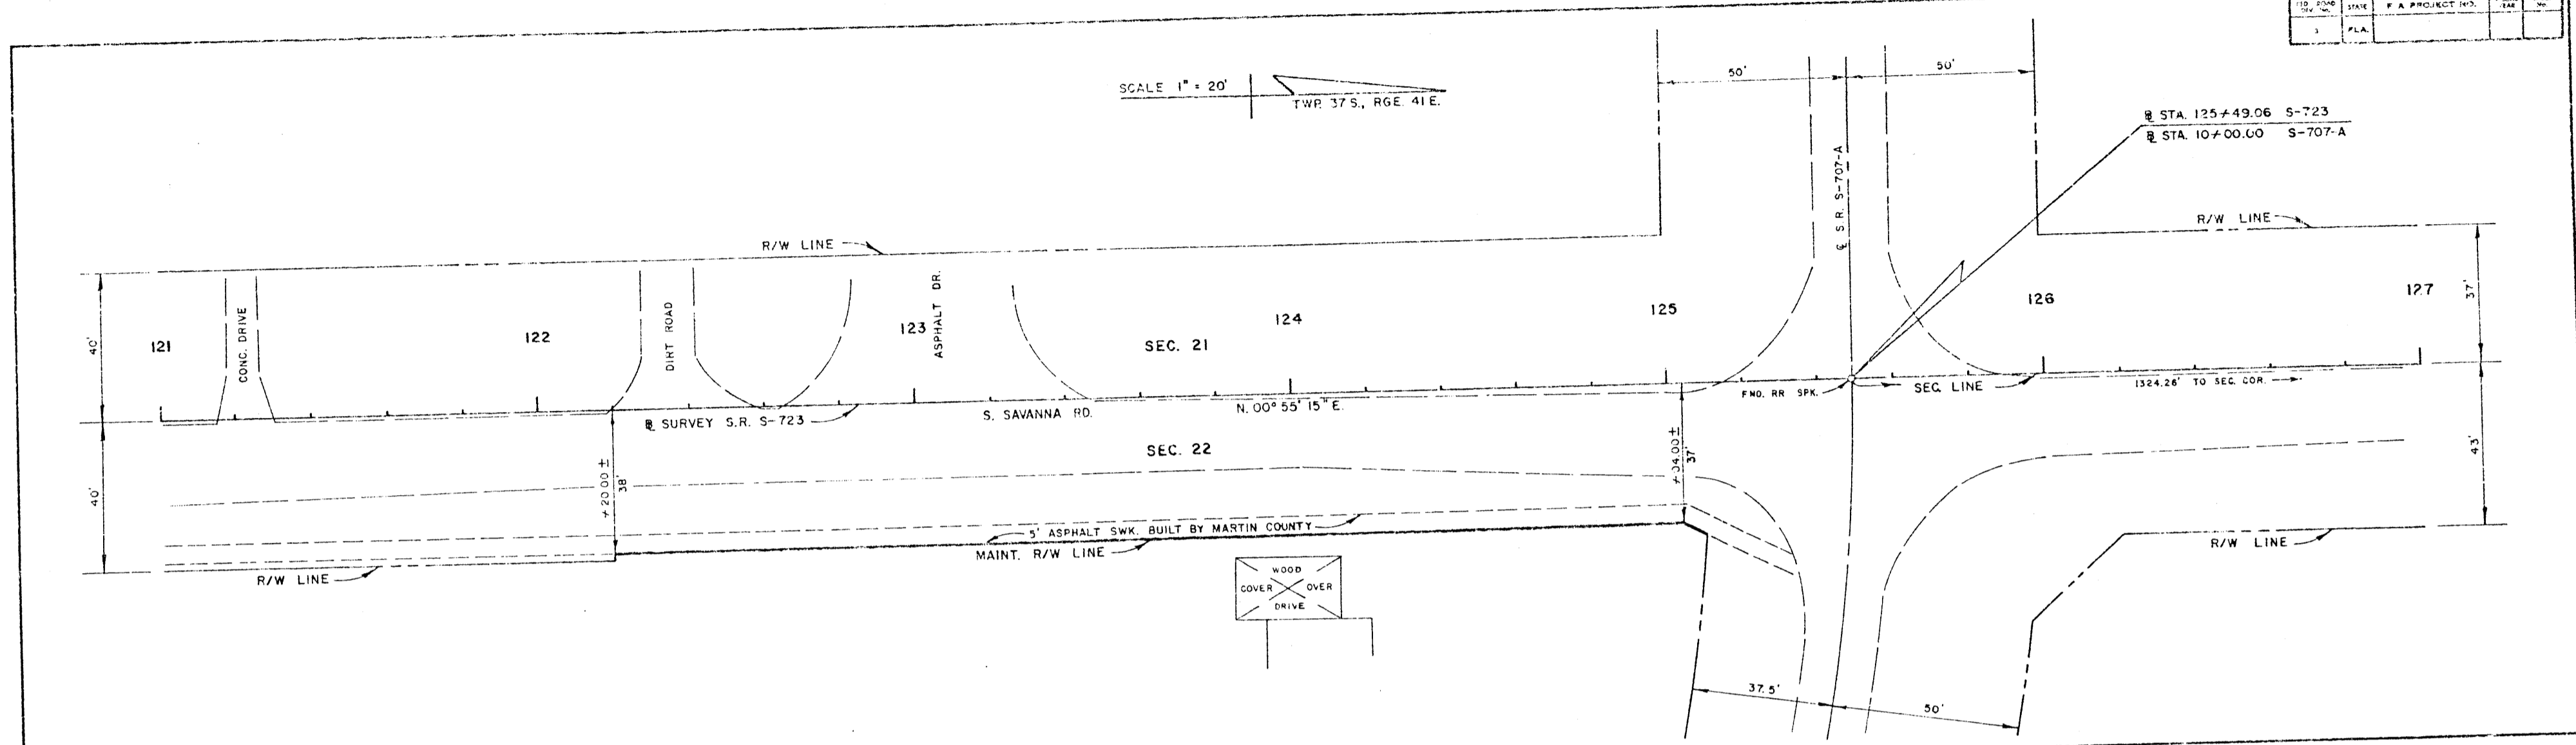 STATE F A PROJECT NO.
3 FLA.
SCALE 1" = 20'
TWP. 37 S., RGE. 41 E.
50' 50'
℄ S.R. S-707-A
STA. 125+49.06 S-723
STA. 10+00.00 S-707-A
R/W LINE
R/W LINE
40'
121
CONC. DRIVE
122
DIRT ROAD
123
ASPHALT DR.
124
SEC. 21
125
126
127
37'
SURVEY S.R. S-723
S. SAVANNA RD.
N. 00° 55' 15" E.
FND. RR SPK.
SEC. LINE
1324.26' TO SEC. COR.
SEC. 22
40'
+20.00 ±
38'
+04.00 ±
37'
43'
5' ASPHALT SWK. BUILT BY MARTIN COUNTY
MAINT. R/W LINE
R/W LINE
R/W LINE
WOOD
COVER OVER
DRIVE
37.5'
50'